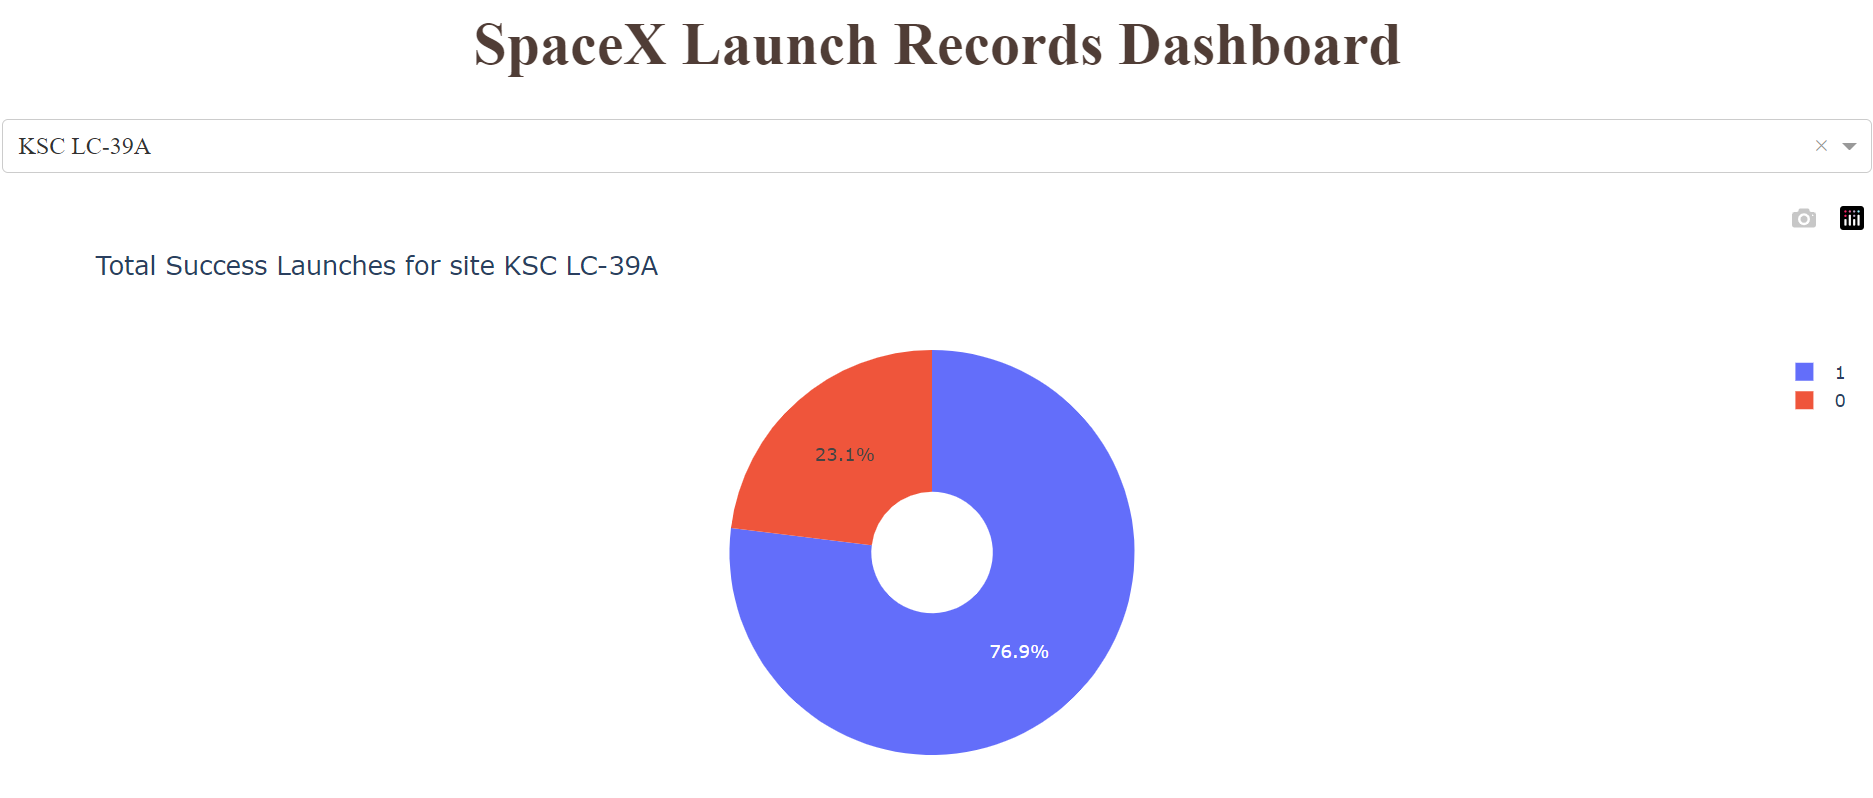 SpaceX Launch Records Dashboard
KSC LC-39A
Total Success Launches for site KSC LC-39A
1
0
23.1%
76.9%